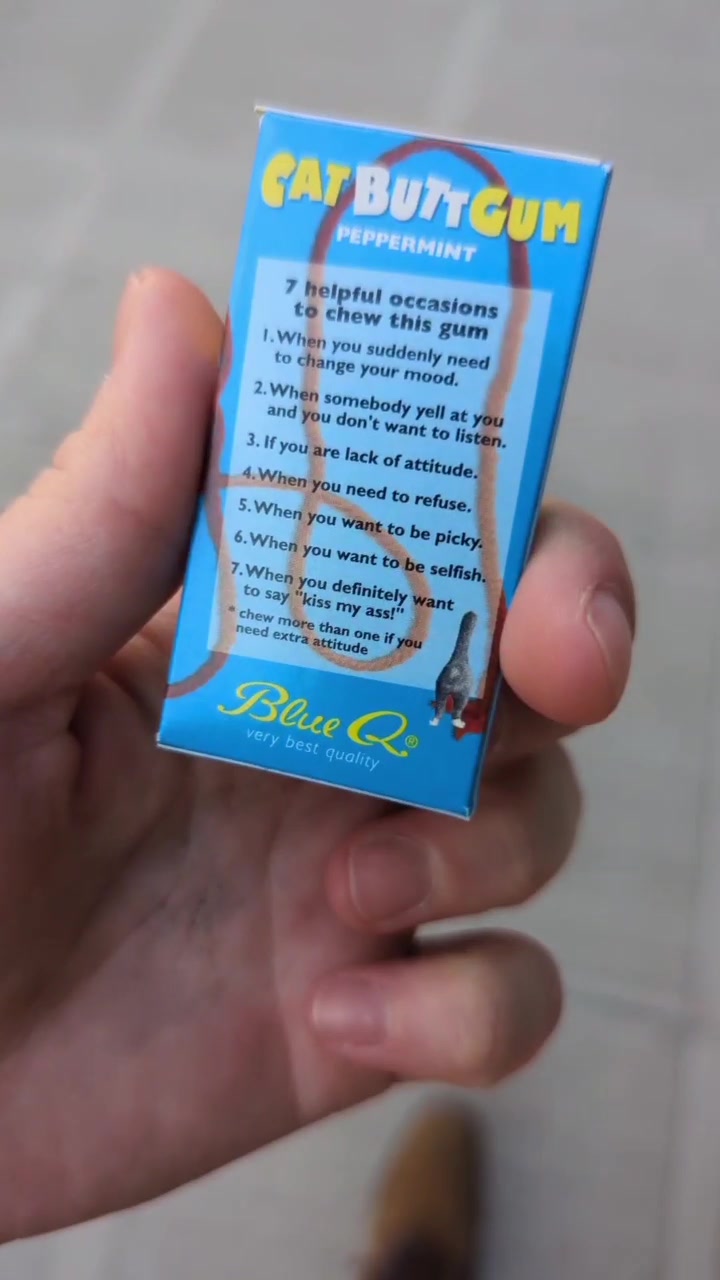 CAT BUTT GUM
PEPPERMINT
7 helpful occasions
to chew this gum
1. When you suddenly need
to change your mood.
2. When somebody yell at you
and you don't want to listen.
3. If you are lack of attitude.
4. When you need to refuse.
5. When you want to be picky.
6. When you want to be selfish.
7. When you definitely want
to say "kiss my ass!"
* chew more than one if you
need extra attitude
Blue Q®
very best quality